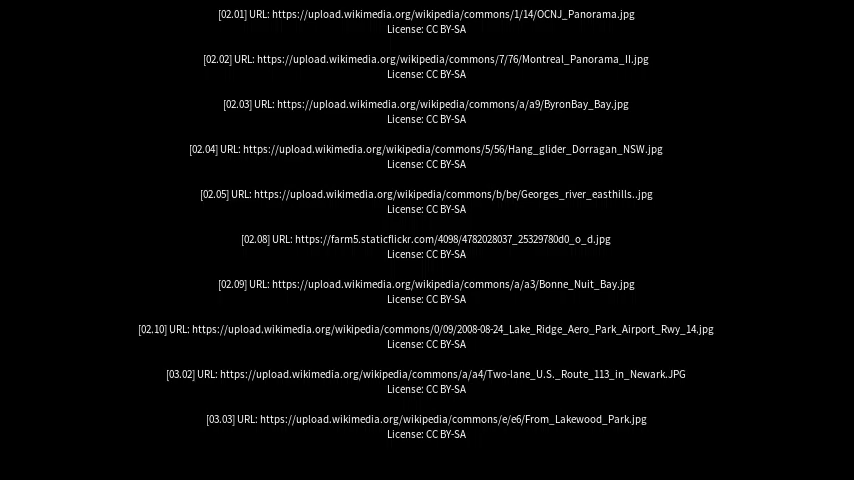 [02.01] URL: https://upload.wikimedia.org/wikipedia/commons/1/14/OCNJ_Panorama.jpg
License: CC BY-SA
[02.02] URL: https://upload.wikimedia.org/wikipedia/commons/7/76/Montreal_Panorama_II.jpg
License: CC BY-SA
[02.03] URL: https://upload.wikimedia.org/wikipedia/commons/a/a9/ByronBay_Bay.jpg
License: CC BY-SA
[02.04] URL: https://upload.wikimedia.org/wikipedia/commons/5/56/Hang_glider_Dorragan_NSW.jpg
License: CC BY-SA
[02.05] URL: https://upload.wikimedia.org/wikipedia/commons/b/be/Georges_river_easthills..jpg
License: CC BY-SA
[02.08] URL: https://farm5.staticflickr.com/4098/4782028037_25329780d0_o_d.jpg
License: CC BY-SA
[02.09] URL: https://upload.wikimedia.org/wikipedia/commons/a/a3/Bonne_Nuit_Bay.jpg
License: CC BY-SA
[02.10] URL: https://upload.wikimedia.org/wikipedia/commons/0/09/2008-08-24_Lake_Ridge_Aero_Park_Airport_Rwy_14.jpg
License: CC BY-SA
[03.02] URL: https://upload.wikimedia.org/wikipedia/commons/a/a4/Two-lane_U.S._Route_113_in_Newark.JPG
License: CC BY-SA
[03.03] URL: https://upload.wikimedia.org/wikipedia/commons/e/e6/From_Lakewood_Park.jpg
License: CC BY-SA